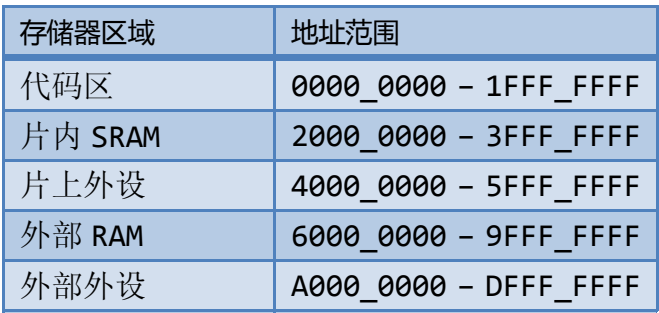 存储器区域 地址范围
代码区 0000_0000 – 1FFF_FFFF
片内 SRAM 2000_0000 – 3FFF_FFFF
片上外设 4000_0000 – 5FFF_FFFF
外部 RAM 6000_0000 – 9FFF_FFFF
外部外设 A000_0000 – DFFF_FFFF